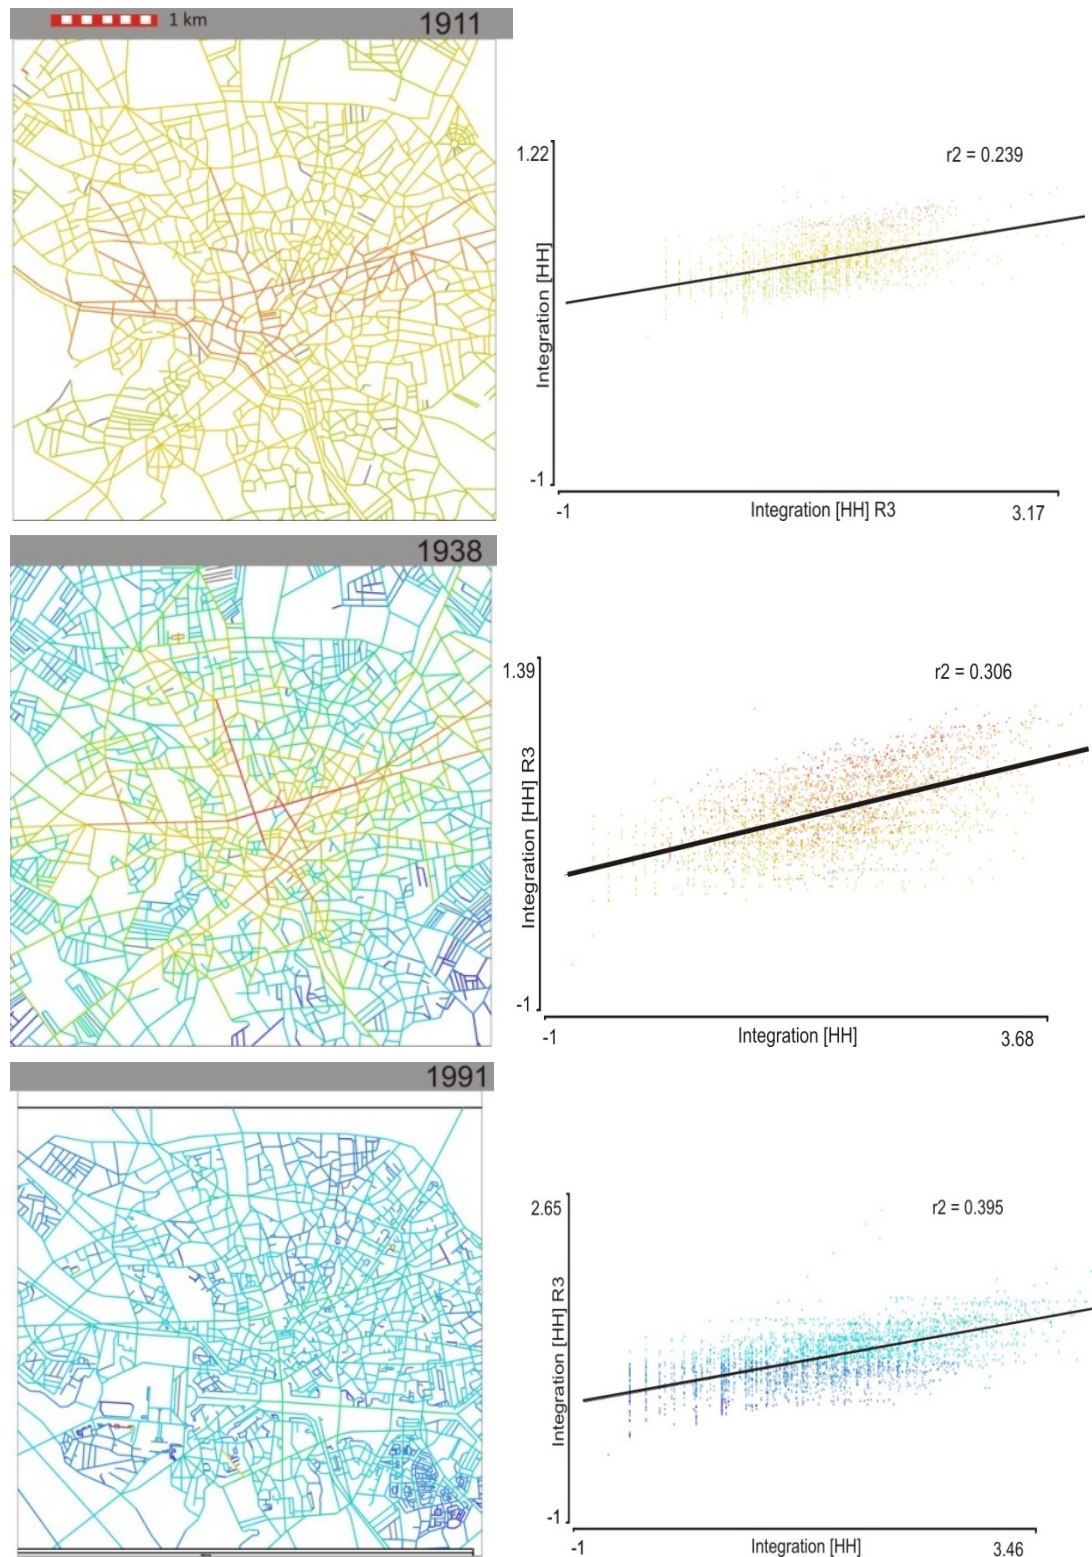 1 km
1911
1.22
r2 = 0.239
Integration [HH]
-1
-1
Integration [HH] R3
3.17
1938
1.39
r2 = 0.306
Integration [HH] R3
-1
-1
Integration [HH]
3.68
1991
2.65
r2 = 0.395
Integration [HH] R3
-1
-1
Integration [HH]
3.46